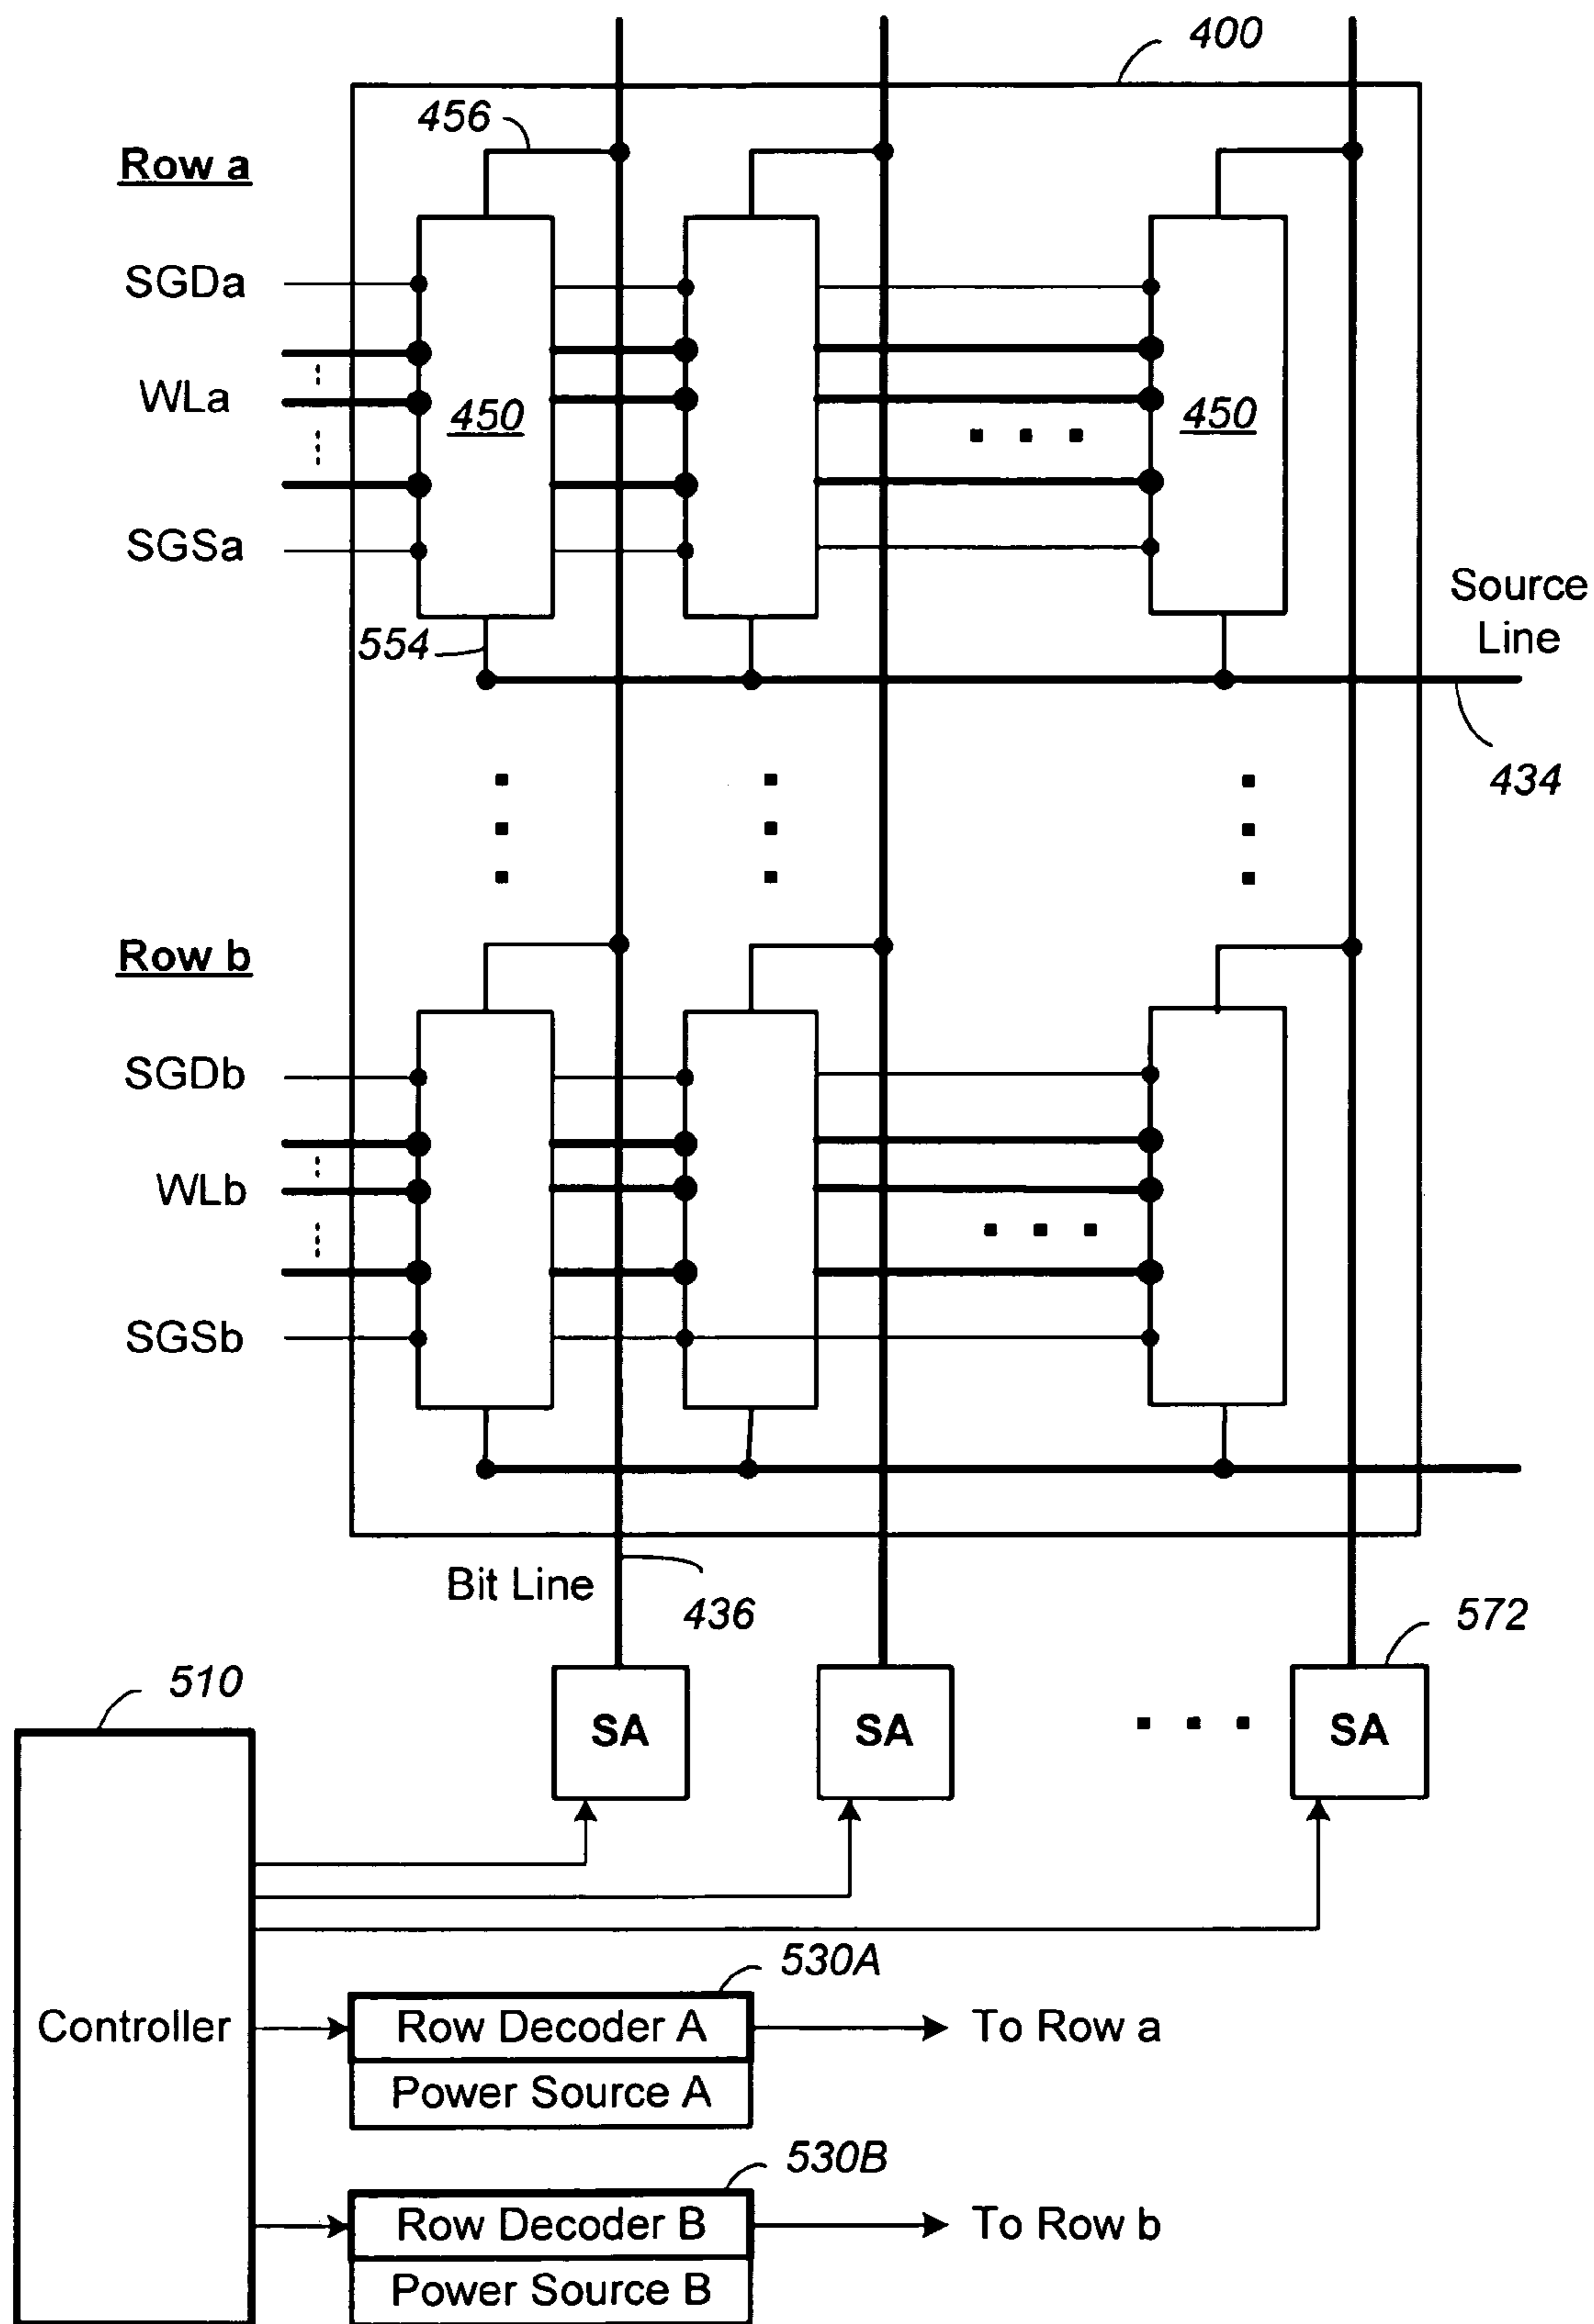 400
456
Row a
SGDa
WLa
450
450
SGSa
Source
Line
554
434
Row b
SGDb
WLb
SGSb
Bit Line
436
572
510
SA
SA
SA
530A
Controller
Row Decoder A
To Row a
Power Source A
530B
Row Decoder B
To Row b
Power Source B